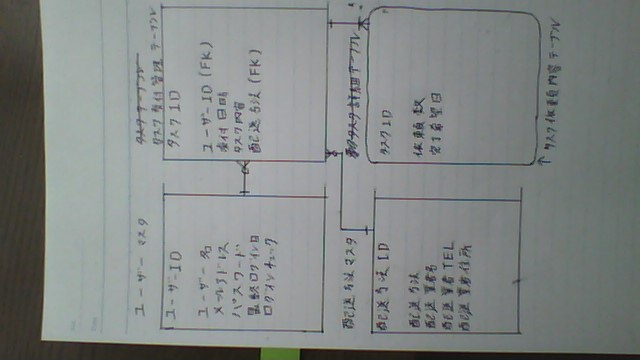 ユーザーマスタ
ユーザーID
ユーザー名
メールアドレス
パスワード
最終ログイン日
ログインチェック
タスクテーブル
タスク受付管理テーブル
タスクID
ユーザーID(FK)
受付日時
タスク内容
配送方法(FK)
配送方法マスタ
配送方法ID
配送方法
配送業者名
配送業者TEL
配送業者住所
タスク詳細テーブル
タスクID
依頼数
完了希望日
↑タスク依頼内容テーブル